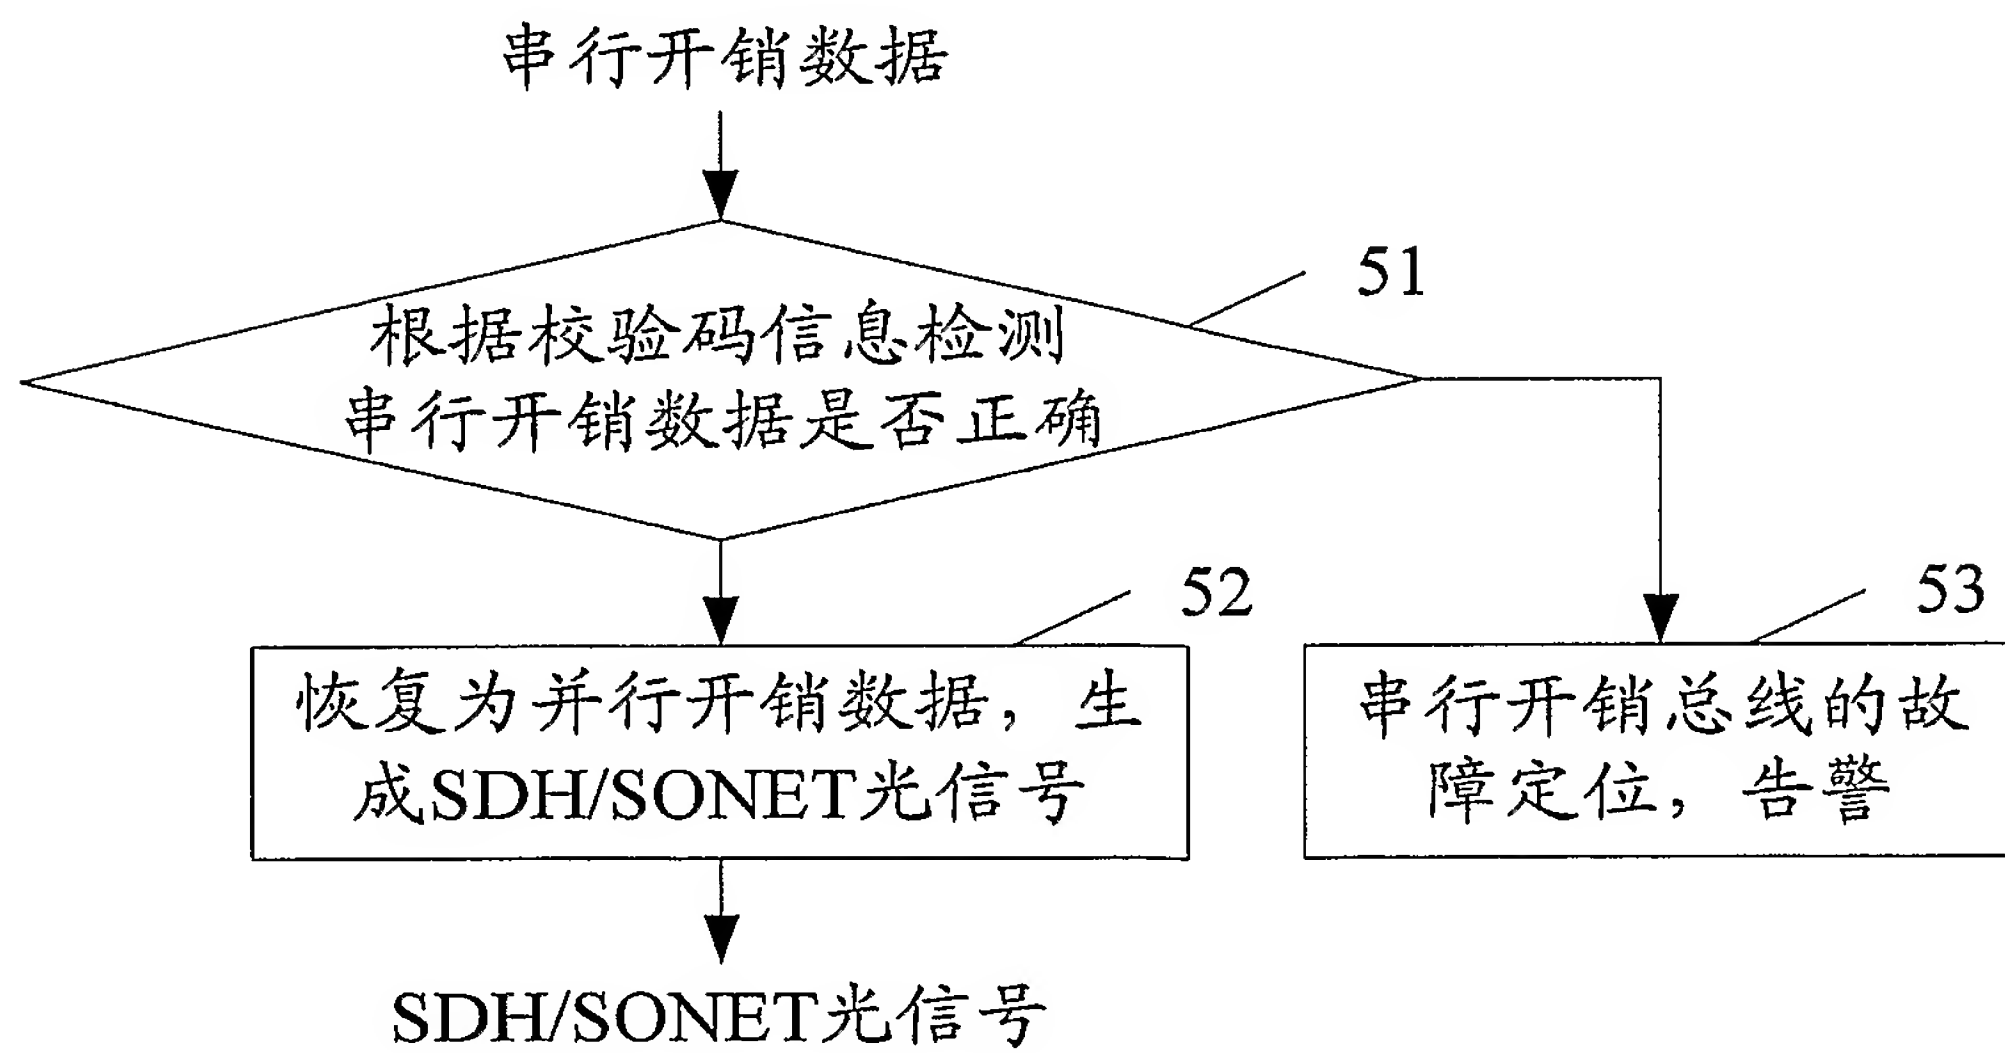 串行开销数据
51
根据校验码信息检测
串行开销数据是否正确
52
53
恢复为并行开销数据，生
成SDH/SONET光信号
串行开销总线的故
障定位，告警
SDH/SONET光信号